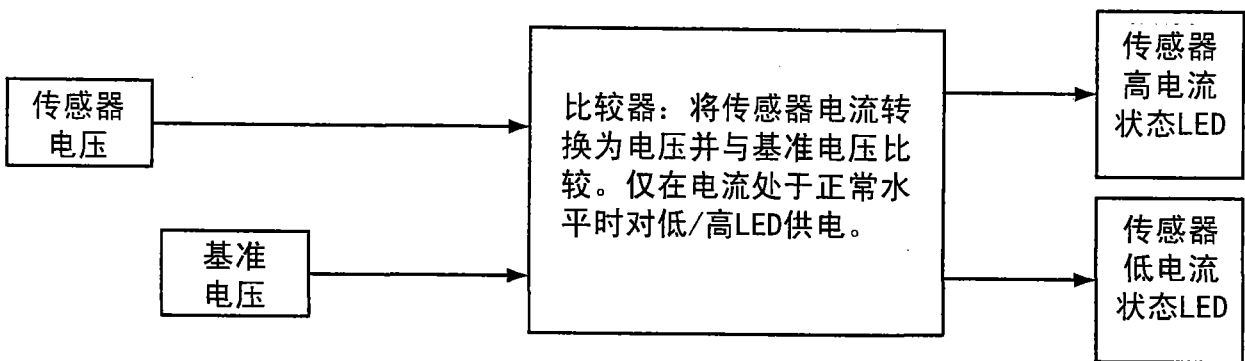 传感器
电压
基准
电压
比较器：将传感器电流转
换为电压并与基准电压比
较。仅在电流处于正常水
平时对低/高LED供电。
传感器
高电流
状态LED
传感器
低电流
状态LED